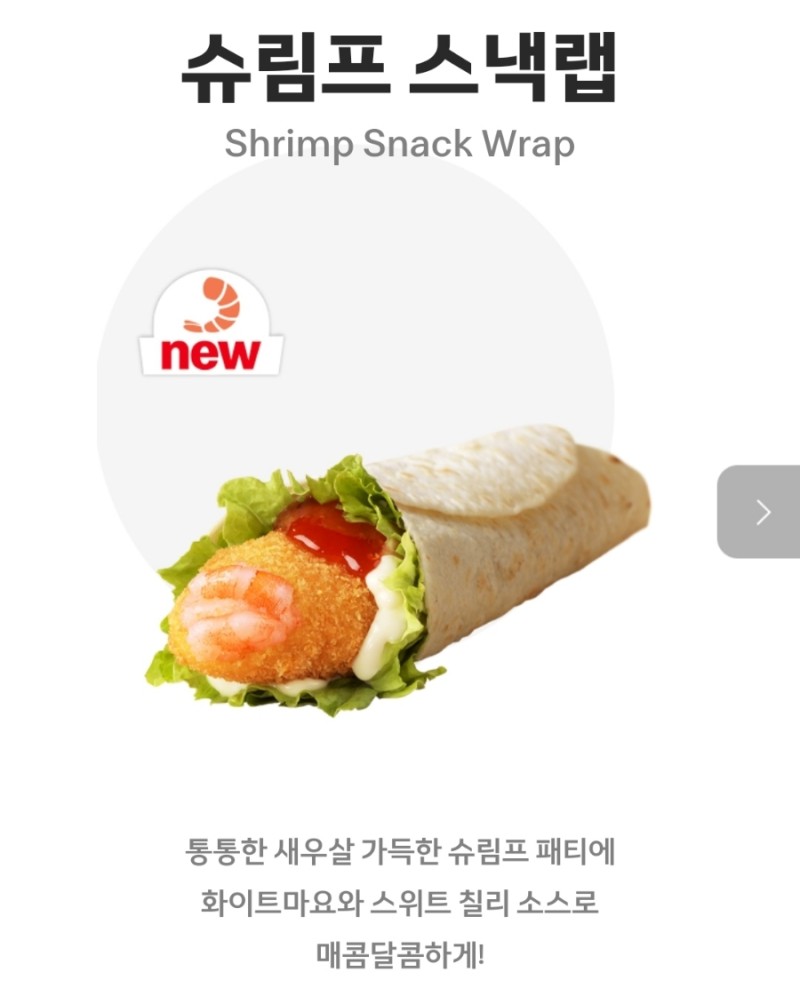 슈림프 스낵랩
Shrimp Snack Wrap
new
통통한 새우살 가득한 슈림프 패티에
화이트마요와 스위트 칠리 소스로
매콤달콤하게!